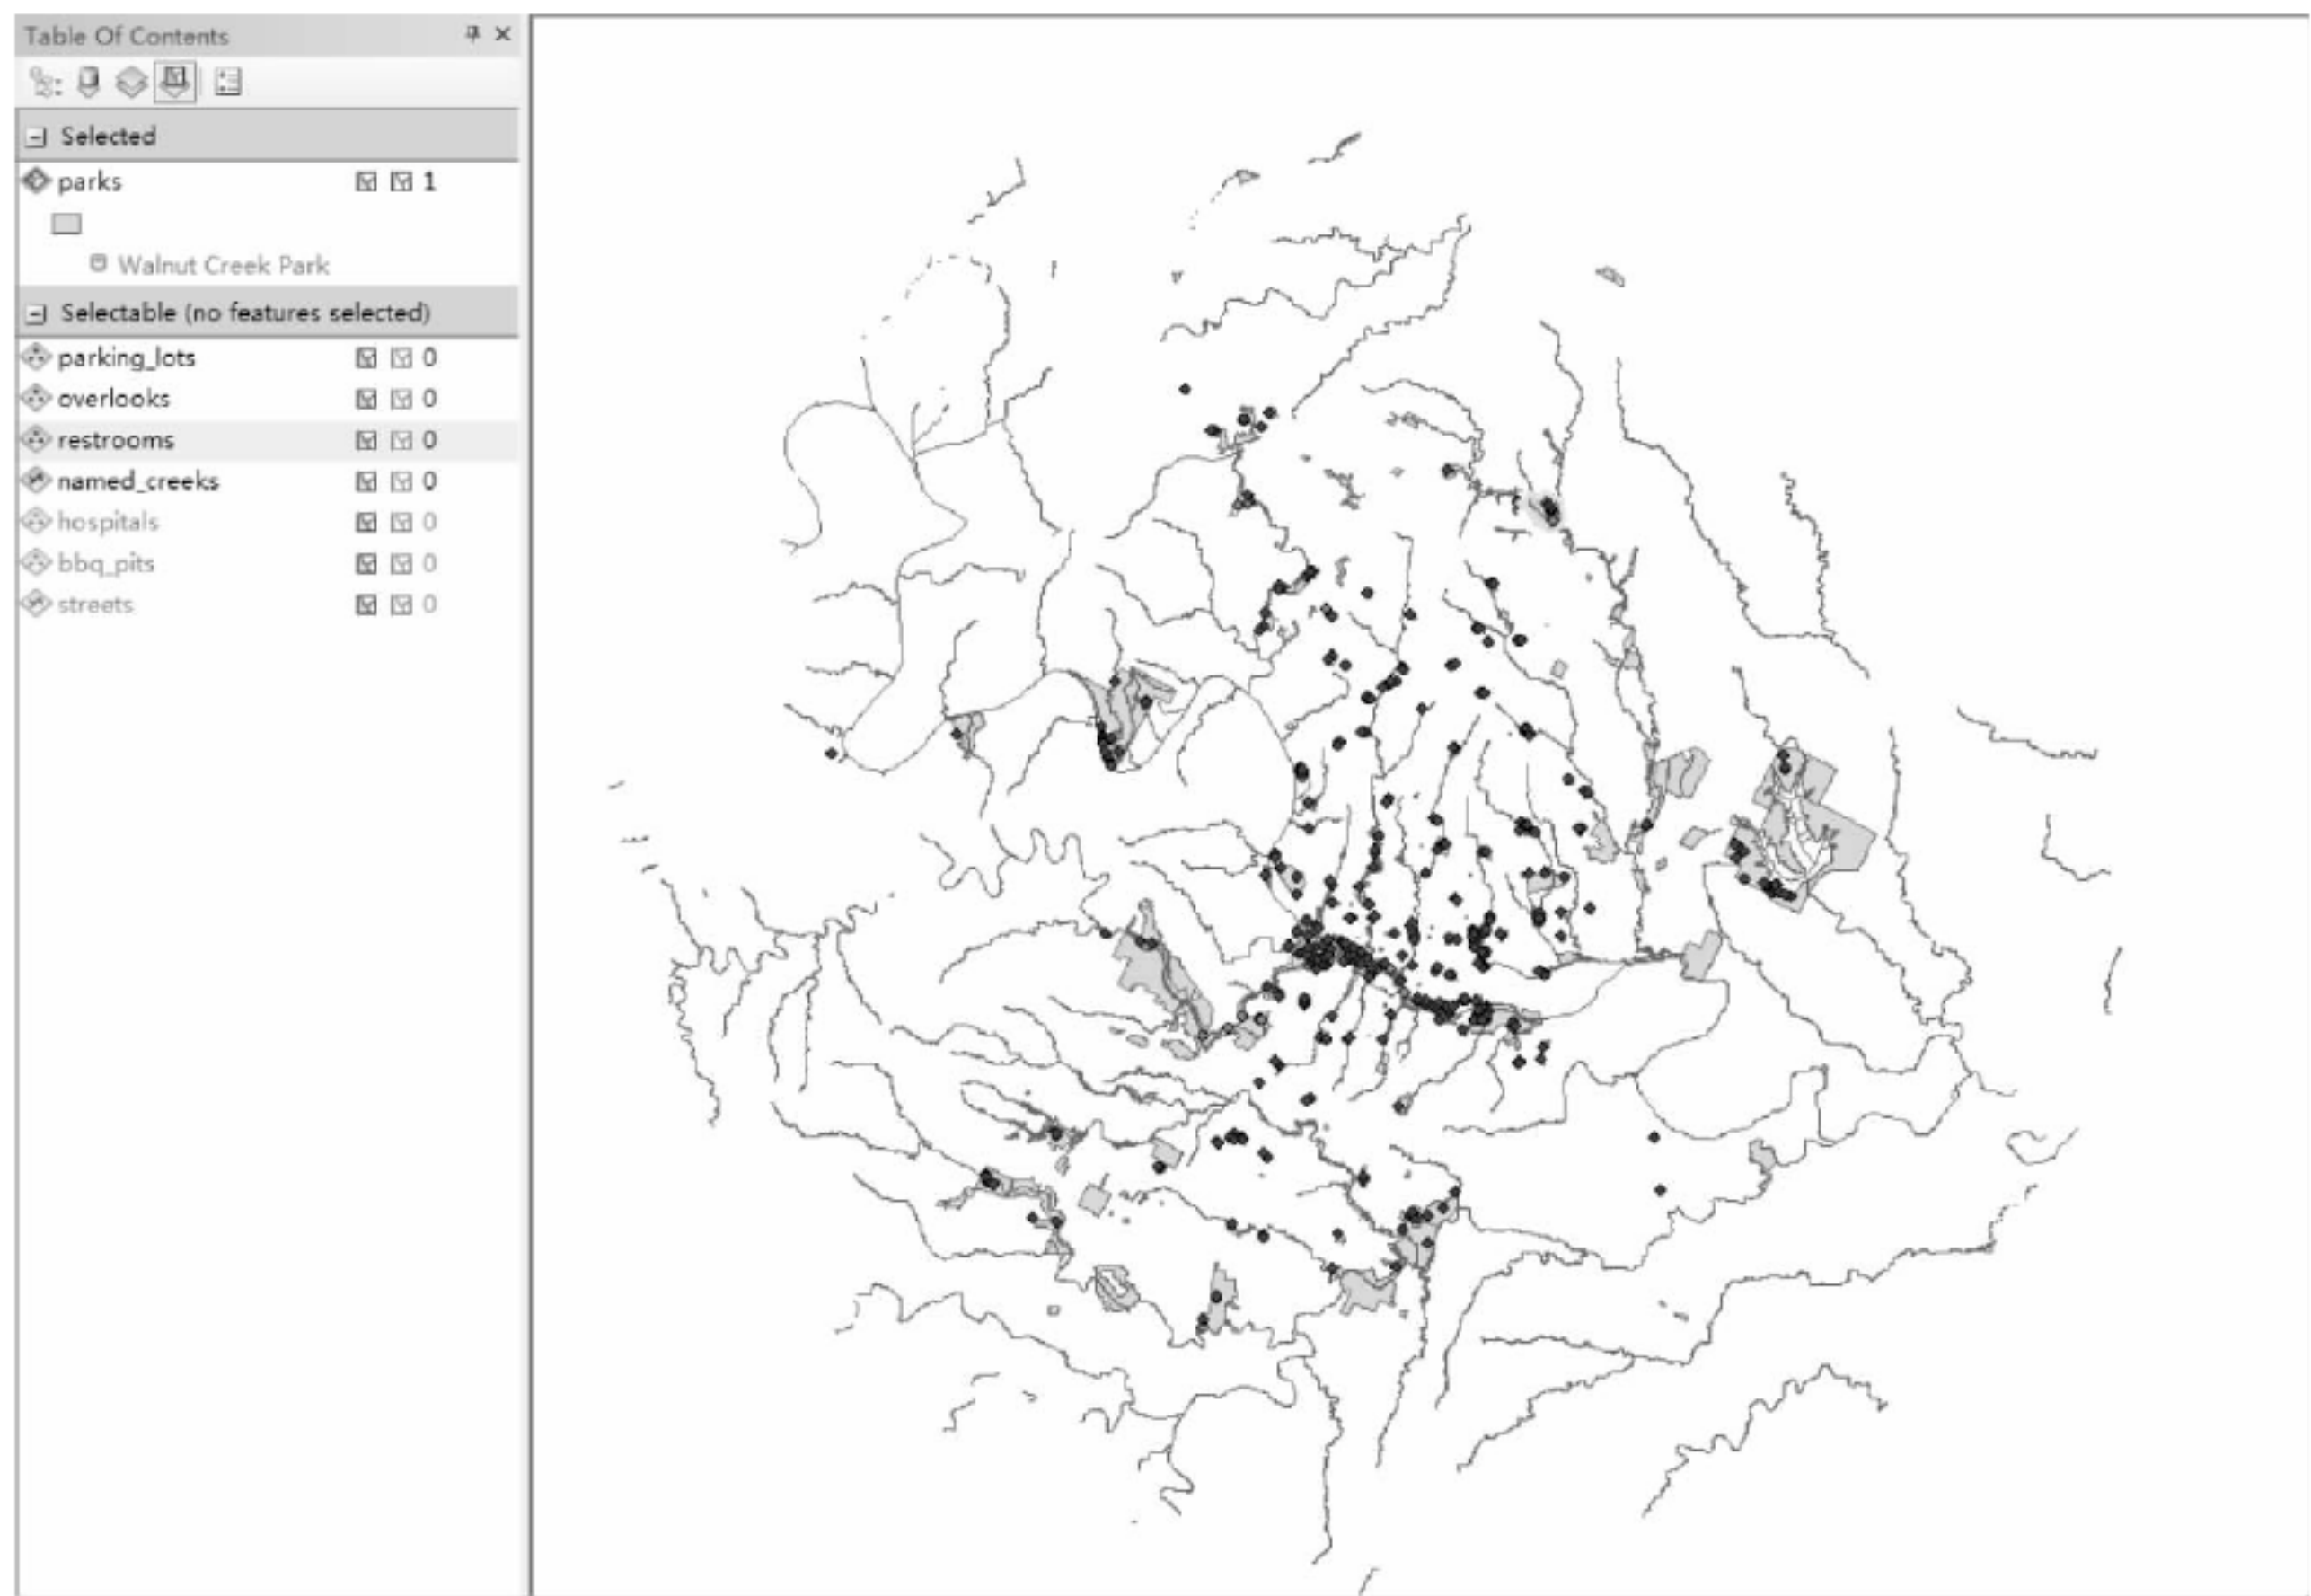 Table Of Contents
Selected
parks 1
Walnut Creek Park
Selectable (no features selected)
parking_lots 0
overlooks 0
restrooms 0
named_creeks 0
hospitals 0
bbq_pits 0
streets 0